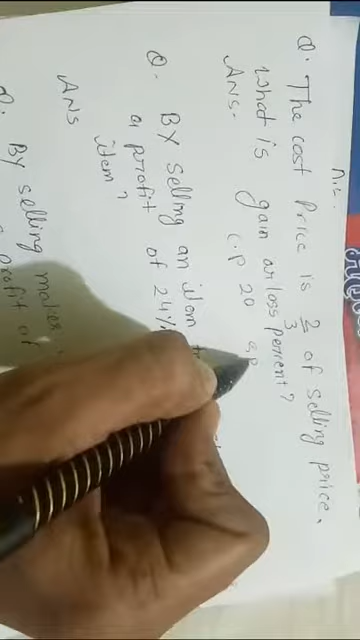 Ans.
Q. The cost Price is 2/3 of selling price.
What is gain or loss percent?
Ans. C.P 20 S.P
Q. By selling an item
a profit of 24%
item?
Ans
By selling
profit of